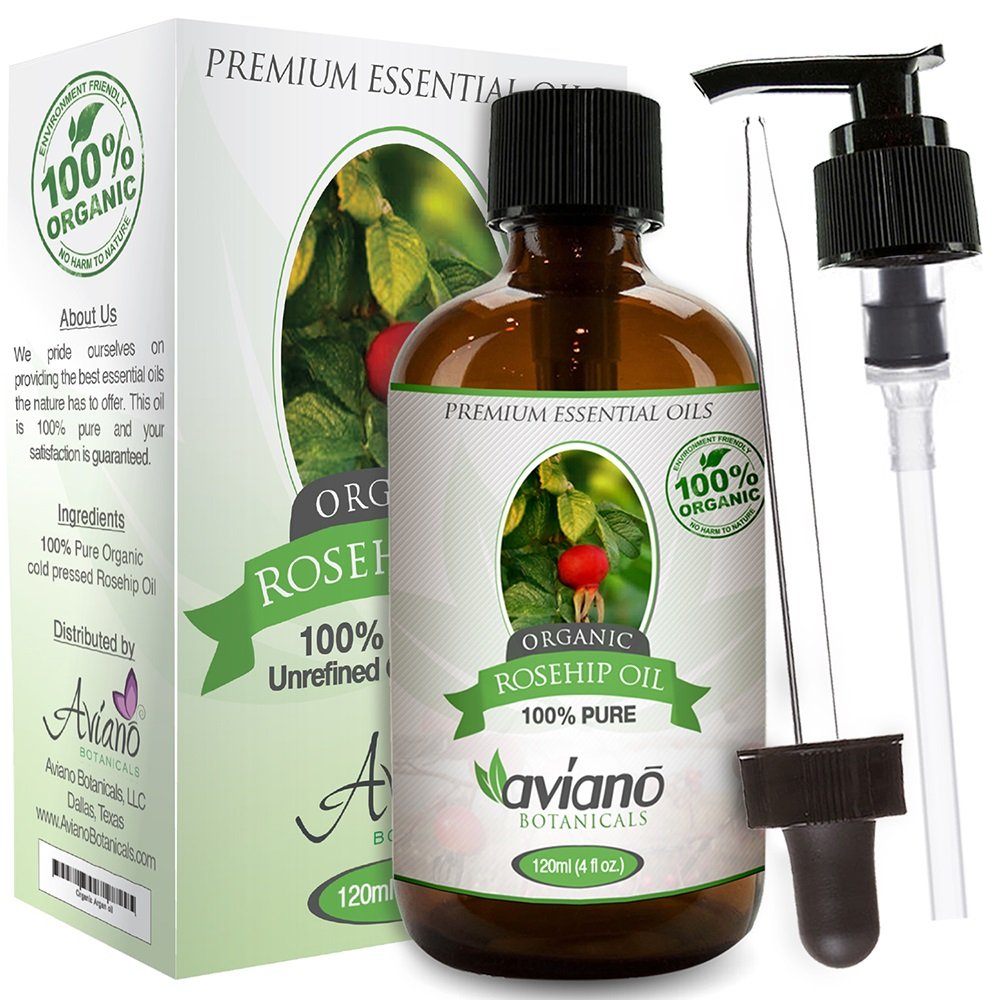 PREMIUM ESSENTIAL
ENVIRONMENT FRIENDLY
100%
ORGANIC
NO HARM TO NATURE
About Us
We pride ourselves on
providing the best essential oils
the nature has to offer. This oil
is 100% pure and your
satisfaction is guaranteed.
Ingredients
100% Pure Organic
cold pressed Rosehip Oil
Distributed by
Avianō
BOTANICALS
Aviano Botanicals, LLC
Dallas, Texas
www.AvianoBotanicals.com
Organic Argan oil
ORG
ROSEH
100%
Unrefined
Av
BO
120ml
PREMIUM ESSENTIAL OILS
ENVIRONMENT FRIENDLY
100%
ORGANIC
NO HARM TO NATURE
ORGANIC
ROSEHIP OIL
100% PURE
avianō
BOTANICALS
120ml (4 fl oz.)